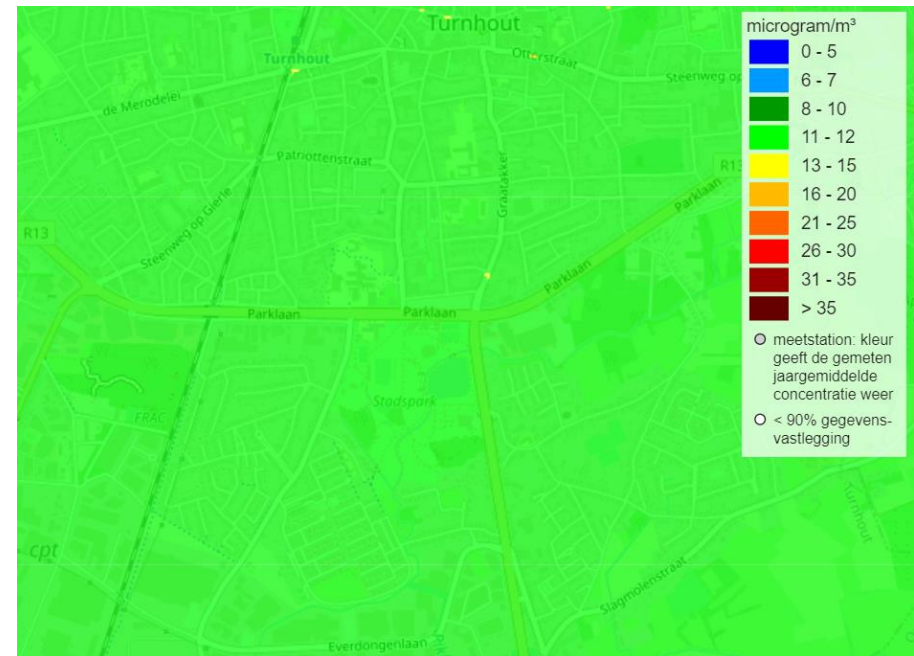 Turnhout
Turnhout
Otterstraat
Steenweg op
de Merodelei
Patriottenstraat
Graatakker
R13
Parklaan
Steenweg op Gierle
R13
Parklaan
Parklaan
Stadspark
FRAC
cpt
Turnhout
Slagmolenstraat
Everdongenlaan
microgram/m³
0 - 5
6 - 7
8 - 10
11 - 12
13 - 15
16 - 20
21 - 25
26 - 30
31 - 35
> 35
meetstation: kleur
geeft de gemeten
jaargemiddelde
concentratie weer
< 90% gegevens-
vastlegging